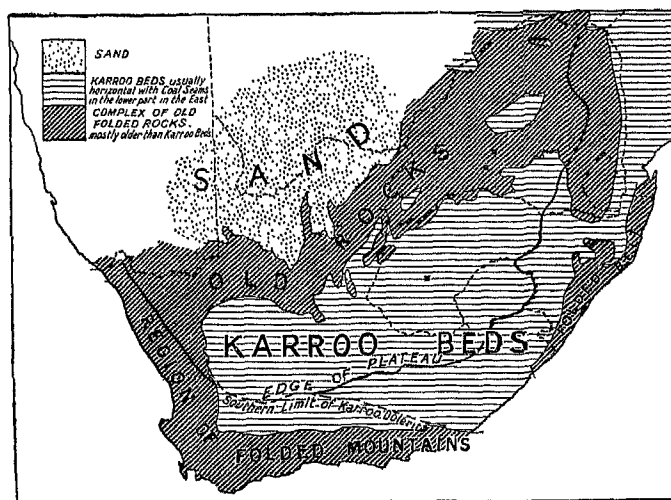 SAND
KARROO BEDS, usually
horizontal with Coal Seams
in the lower part in the East
COMPLEX OF OLD
FOLDED ROCKS
mostly older than Karroo Beds
SAND
OLD ROCKS
KARROO BEDS
EDGE OF PLATEAU
Southern Limit of Karroo Dolerite
REGION OF FOLDED MOUNTAINS
FOLDED